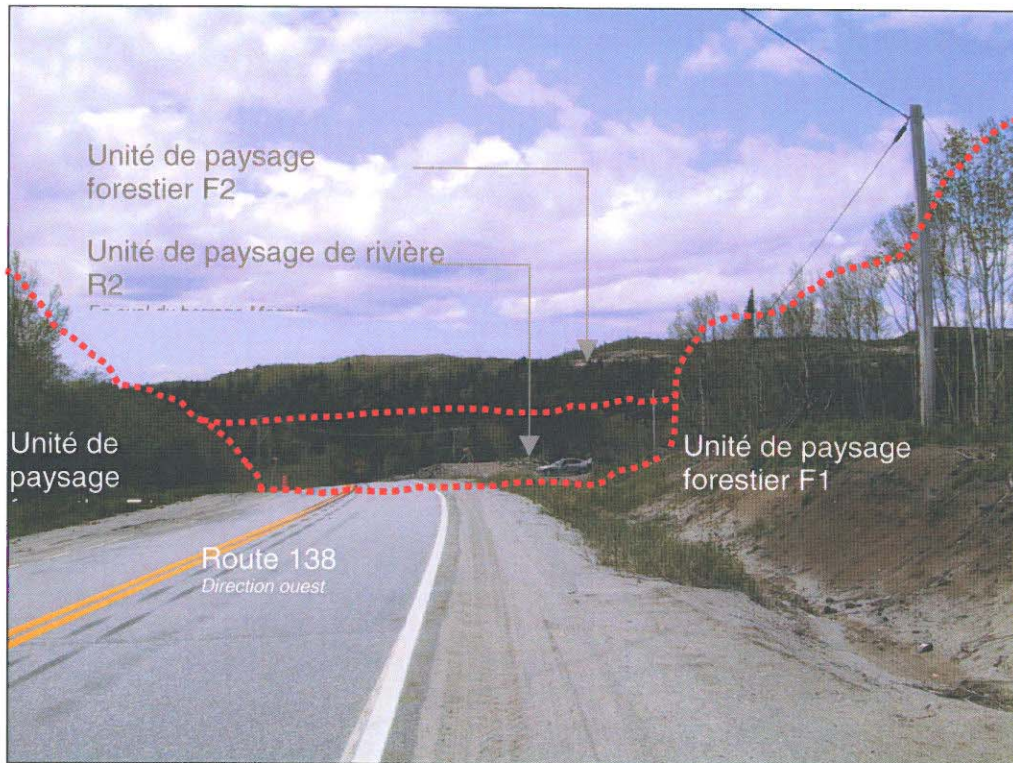 Unité de paysage
forestier F2
Unité de paysage de rivière
R2
Unité de
paysage
Unité de paysage
forestier F1
Route 138
Direction ouest